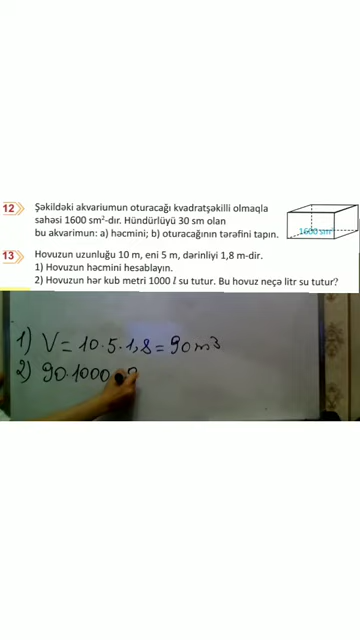 12 Şəkildəki akvariumun oturacağı kvadratşəkilli olmaqla
sahəsi 1600 sm²-dır. Hündürlüyü 30 sm olan
bu akvarimun: a) həcmini; b) oturacağının tərəfini tapın.
1600 sm²
13 Hovuzun uzunluğu 10 m, eni 5 m, dərinliyi 1,8 m-dir.
1) Hovuzun həcmini hesablayın.
2) Hovuzun hər kub metri 1000 l su tutur. Bu hovuz neçə litr su tutur?
1) V = 10 · 5 · 1,8 = 90 m³
2) 90 · 1000